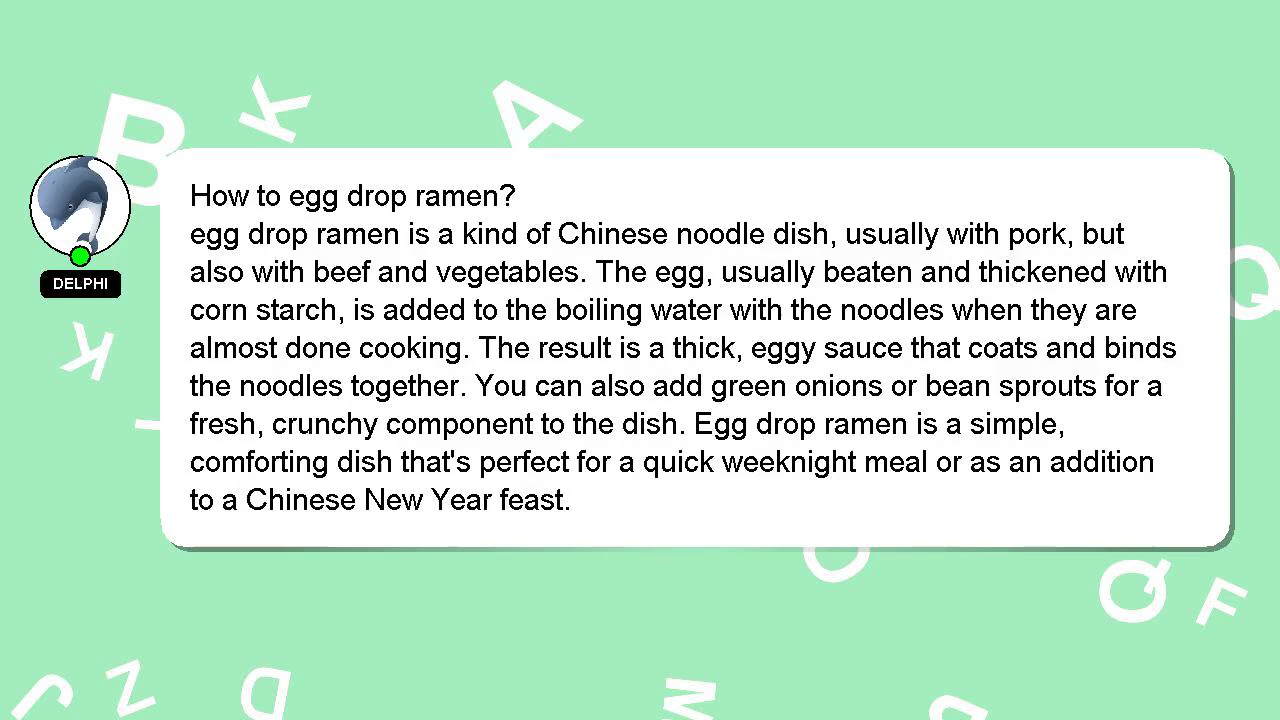 B
K
A
How to egg drop ramen?
egg drop ramen is a kind of Chinese noodle dish, usually with pork, but
also with beef and vegetables. The egg, usually beaten and thickened with
corn starch, is added to the boiling water with the noodles when they are
almost done cooking. The result is a thick, eggy sauce that coats and binds
the noodles together. You can also add green onions or bean sprouts for a
fresh, crunchy component to the dish. Egg drop ramen is a simple,
comforting dish that's perfect for a quick weeknight meal or as an addition
to a Chinese New Year feast.
DELPHI
Q
K
Q
F
J
Z
D
M